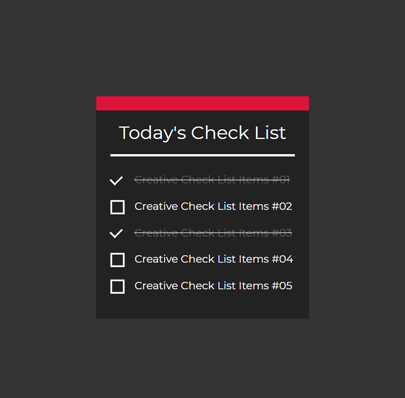 Today's Check List
Creative Check List Items #01
Creative Check List Items #02
Creative Check List Items #03
Creative Check List Items #04
Creative Check List Items #05